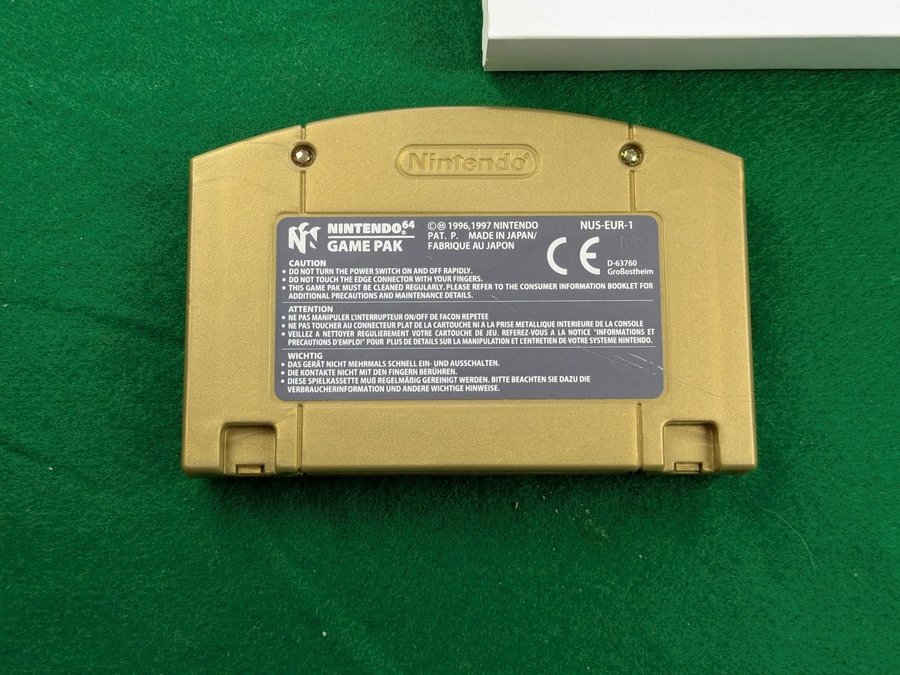 Nintendo®
NINTENDO®64
GAME PAK
©Ⓜ 1996,1997 NINTENDO
PAT. P. MADE IN JAPAN/
FABRIQUE AU JAPON
NUS-EUR-1
CE
D-63760
Großostheim
CAUTION
• DO NOT TURN THE POWER SWITCH ON AND OFF RAPIDLY.
• DO NOT TOUCH THE EDGE CONNECTOR WITH YOUR FINGERS.
• THIS GAME PAK MUST BE CLEANED REGULARLY. PLEASE REFER TO THE CONSUMER INFORMATION BOOKLET FOR
ADDITIONAL PRECAUTIONS AND MAINTENANCE DETAILS.
ATTENTION
• NE PAS MANIPULER L'INTERRUPTEUR ON/OFF DE FACON REPETEE
• NE PAS TOUCHER AU CONNECTEUR PLAT DE LA CARTOUCHE NI A LA PRISE METALLIQUE INTERIEURE DE LA CONSOLE
• VEILLEZ A NETTOYER REGULIEREMENT VOTRE CARTOUCHE DE JEU. REFEREZ-VOUS A LA NOTICE "INFORMATIONS ET
PRECAUTIONS D'EMPLOI" POUR PLUS DE DETAILS SUR LA MANIPULATION ET L'ENTRETIEN DE VOTRE SYSTEME NINTENDO.
WICHTIG
• DAS GERÄT NICHT MEHRMALS SCHNELL EIN- UND AUSSCHALTEN.
• DIE KONTAKTE NICHT MIT DEN FINGERN BERÜHREN.
• DIESE SPIELKASSETTE MUß REGELMÄßIG GEREINIGT WERDEN. BITTE BEACHTEN SIE DAZU DIE
VERBRAUCHERINFORMATION UND ANDERE WICHTIGE HINWEISE.